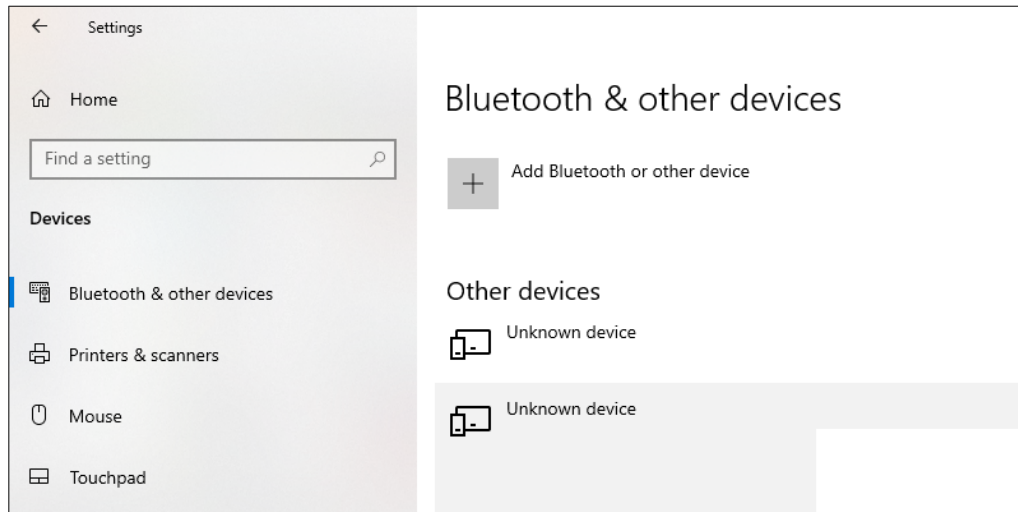 Settings
Home
Find a setting
Devices
Bluetooth & other devices
Printers & scanners
Mouse
Touchpad
Bluetooth & other devices
Add Bluetooth or other device
Other devices
Unknown device
Unknown device